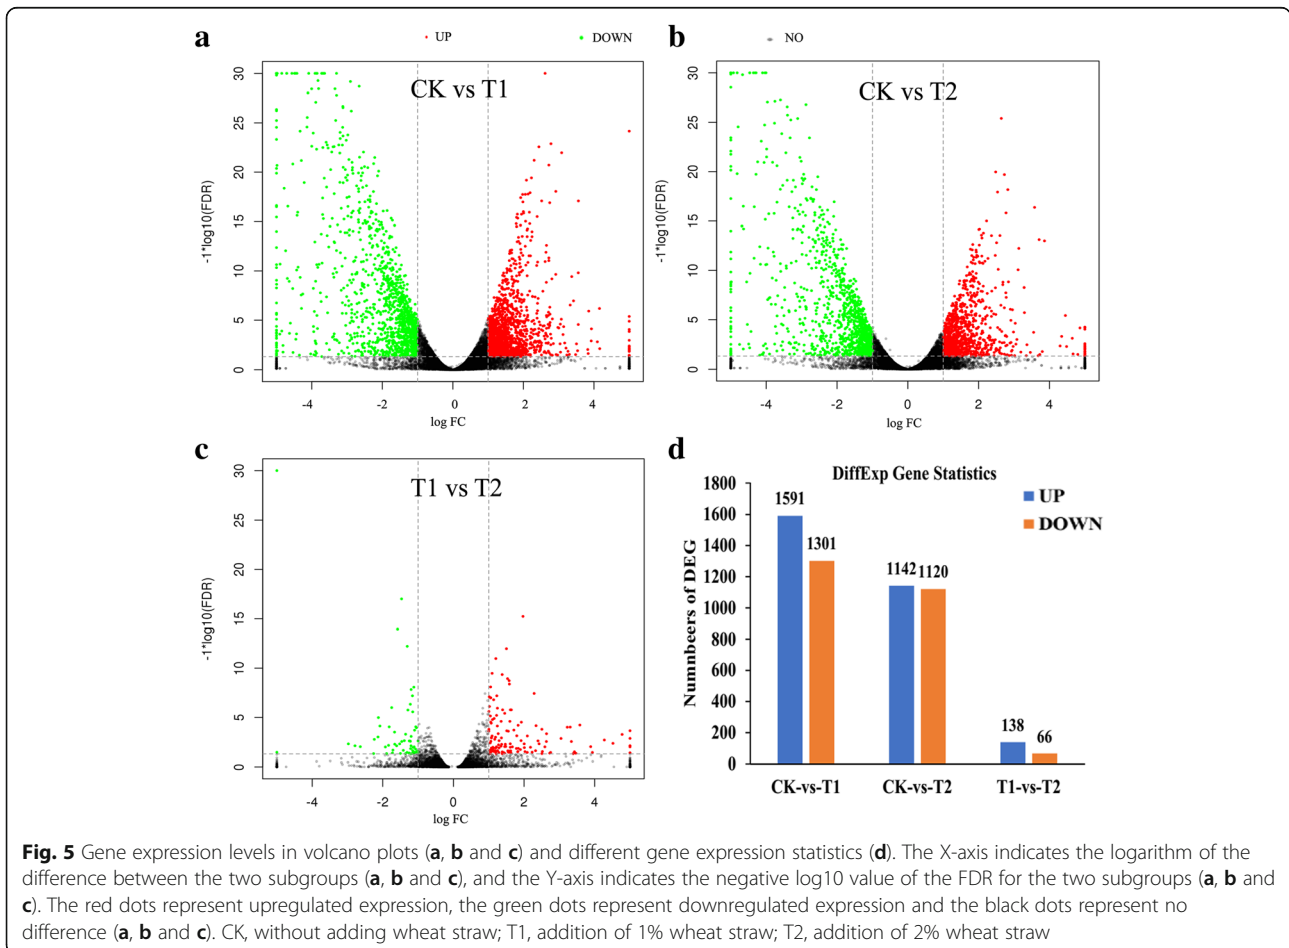 a
UP
DOWN
b
NO
CK vs T1
30
25
20
15
10
5
0
-1*log10(FDR)
-4
-2
0
2
4
log FC
CK vs T2
30
25
20
15
10
5
0
-1*log10(FDR)
-4
-2
0
2
4
log FC
c
T1 vs T2
30
25
20
15
10
5
0
-1*log10(FDR)
-4
-2
0
2
4
log FC
d
DiffExp Gene Statistics
UP
DOWN
Numnbeers of DEG
1800
1600
1400
1200
1000
800
600
400
200
0
1591
1301
1142 1120
138 66
CK-vs-T1 CK-vs-T2 T1-vs-T2
Fig. 5 Gene expression levels in volcano plots (a, b and c) and different gene expression statistics (d). The X-axis indicates the logarithm of the
difference between the two subgroups (a, b and c), and the Y-axis indicates the negative log10 value of the FDR for the two subgroups (a, b and
c). The red dots represent upregulated expression, the green dots represent downregulated expression and the black dots represent no
difference (a, b and c). CK, without adding wheat straw; T1, addition of 1% wheat straw; T2, addition of 2% wheat straw